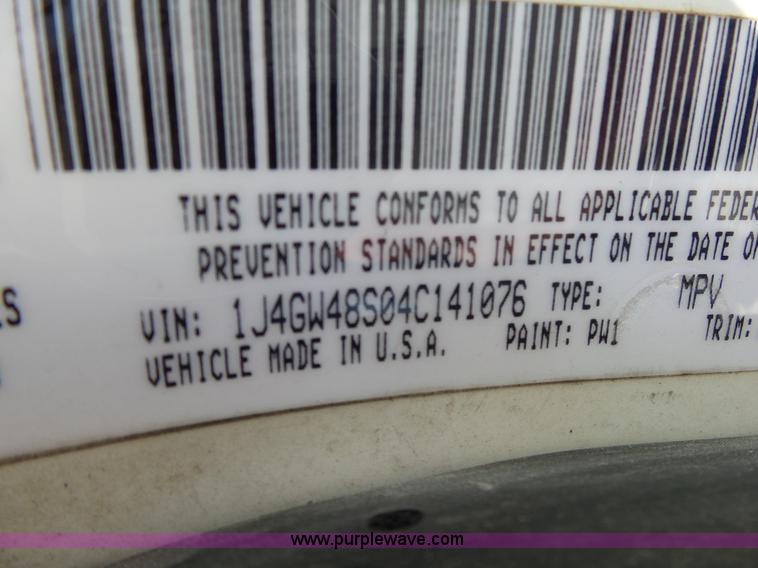 THIS VEHICLE CONFORMS TO ALL APPLICABLE
PREVENTION STANDARDS IN EFFECT ON THE DATE
VIN: 1J4GW48S04C141076 TYPE: MPV
VEHICLE MADE IN U.S.A. PAINT: PW1 TRIM:
www.purplewave.com